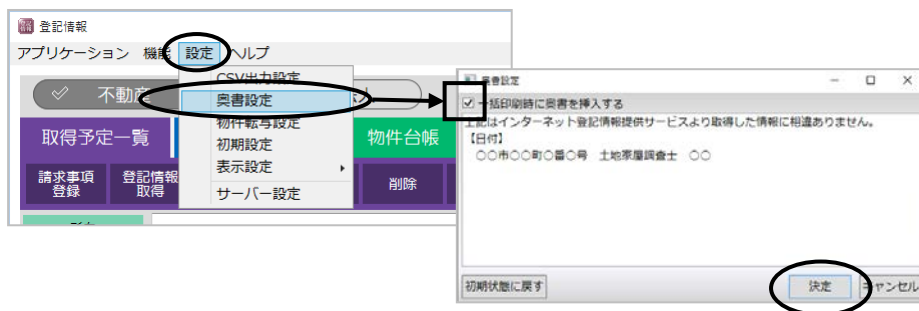 登記情報
アプリケーション 機能 設定 ヘルプ
不動産
CSV出力設定
奥書設定
物件転写設定
初期設定
表示設定
サーバー設定
取得予定一覧
物件台帳
請求事項
登録
登記情報
取得
削除
奥書設定
一括印刷時に奥書を挿入する
上記はインターネット登記情報提供サービスより取得した情報に相違ありません。
【日付】
〇〇市〇〇町〇番〇号 土地家屋調査士 〇〇
初期状態に戻す
決定
キャンセル